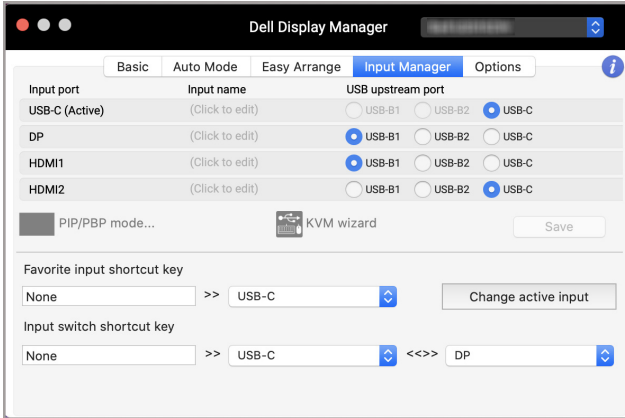 Dell Display Manager
Basic Auto Mode Easy Arrange Input Manager Options i
Input port Input name USB upstream port
USB-C (Active) (Click to edit) USB-B1 USB-B2 USB-C
DP (Click to edit) USB-B1 USB-B2 USB-C
HDMI1 (Click to edit) USB-B1 USB-B2 USB-C
HDMI2 (Click to edit) USB-B1 USB-B2 USB-C
PIP/PBP mode... KVM wizard Save
Favorite input shortcut key
None >> USB-C Change active input
Input switch shortcut key
None >> USB-C <<>> DP